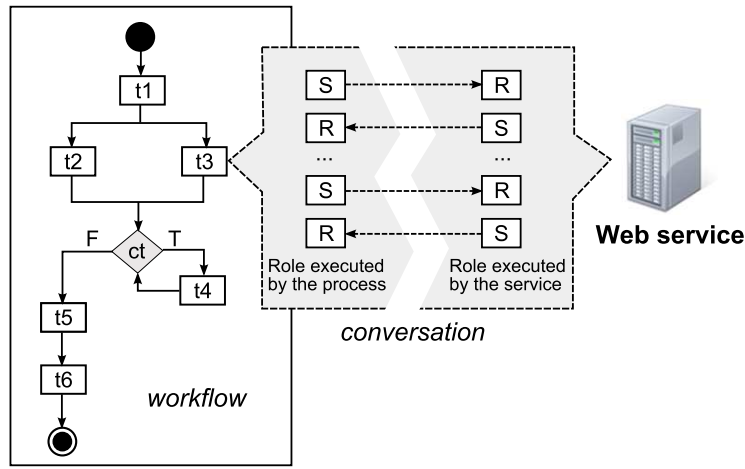 t1
t2
t3
F
T
ct
t4
t5
t6
workflow
S
R
R
S
...
...
S
R
R
S
Role executed
by the process
Role executed
by the service
conversation
Web service